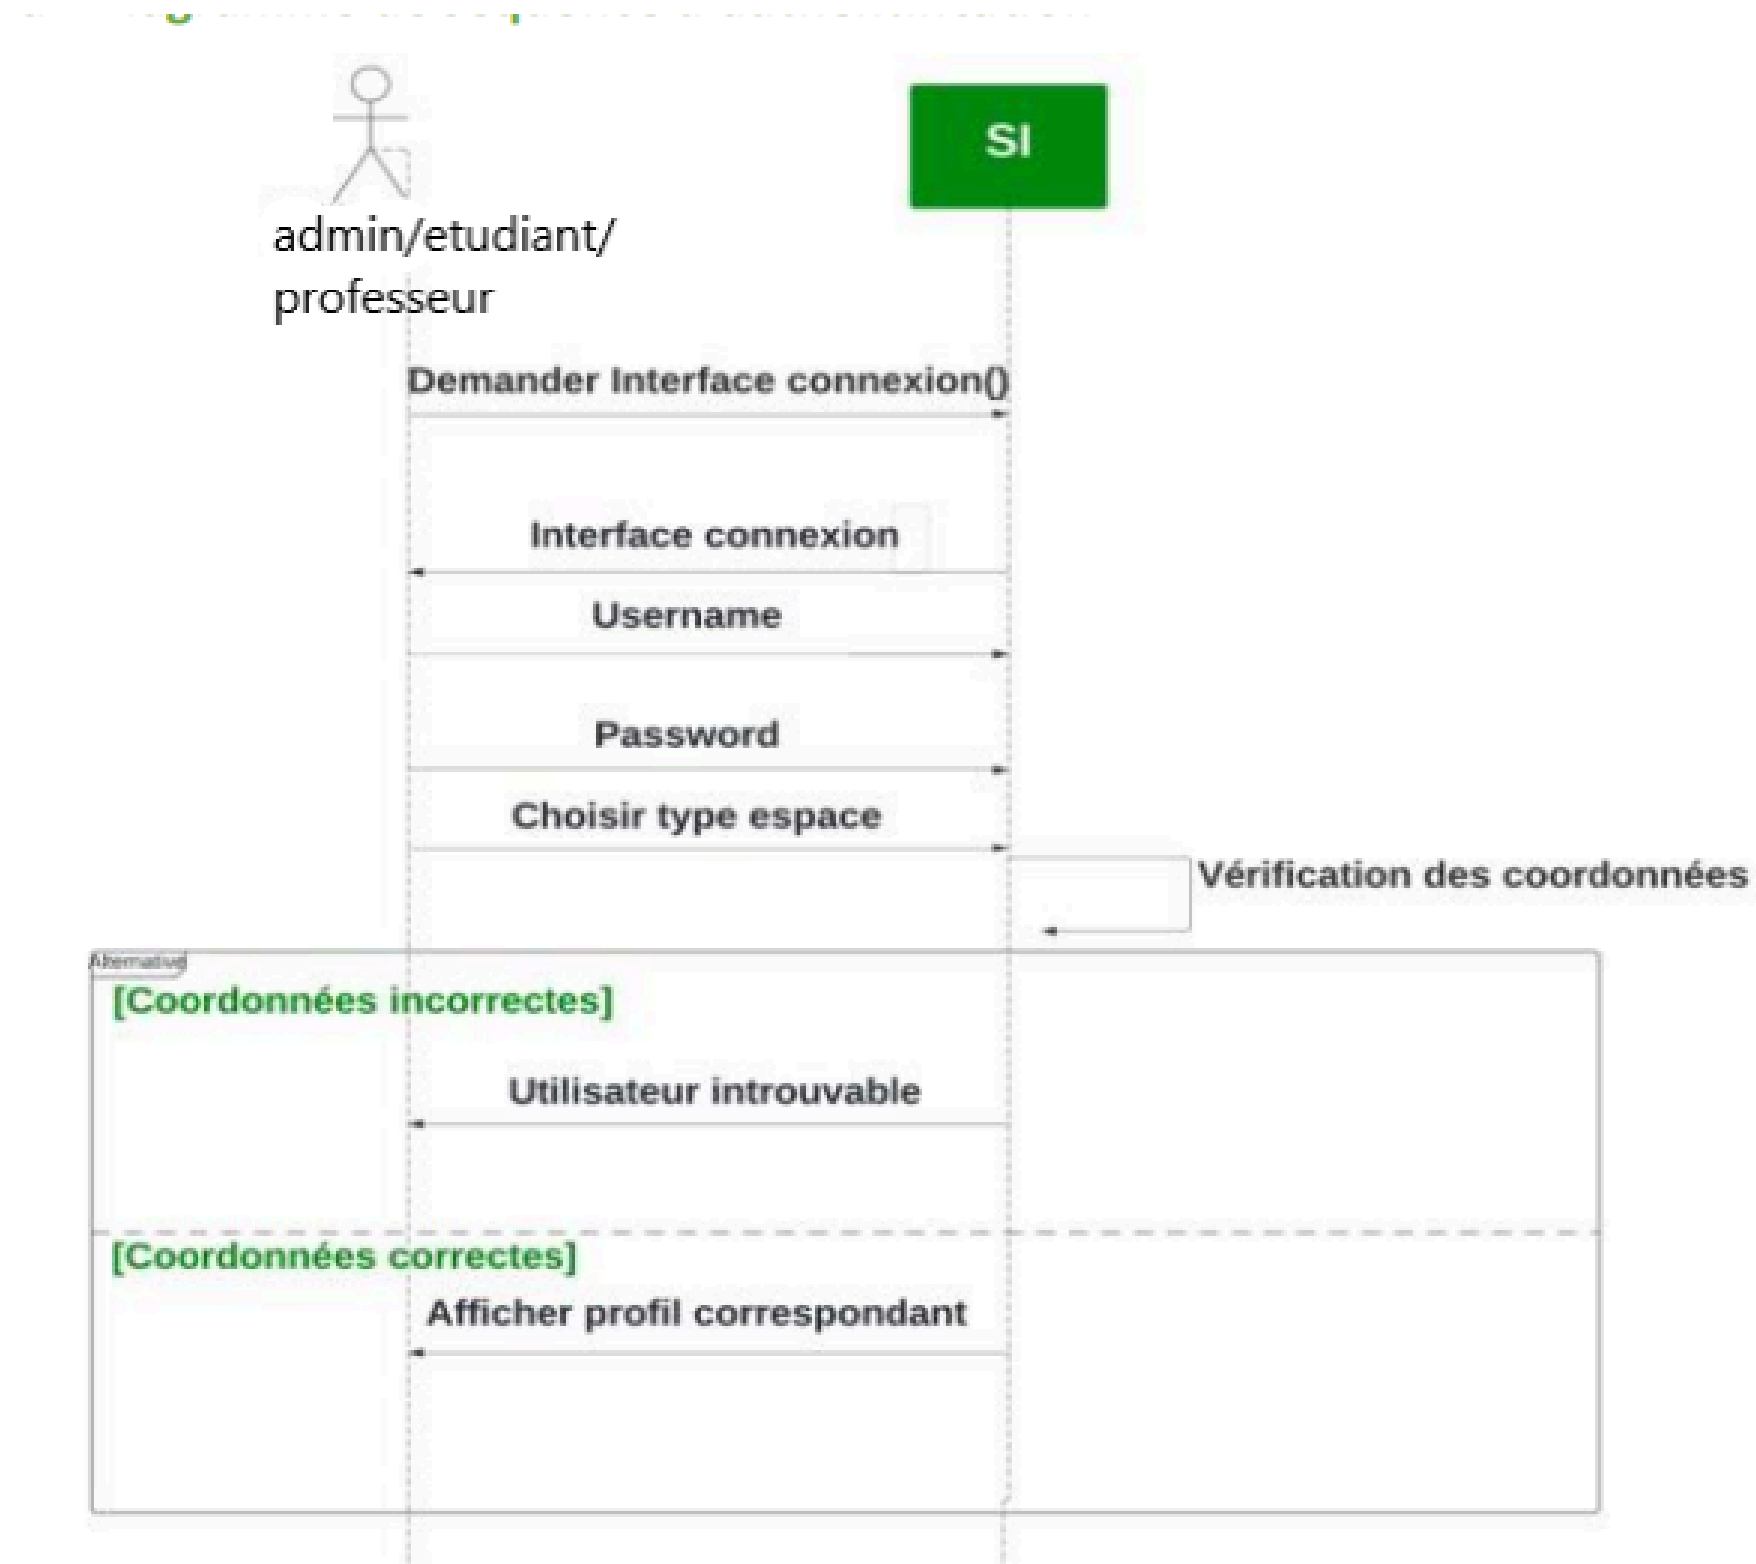 SI
admin/etudiant/
professeur
Demander Interface connexion()
Interface connexion
Username
Password
Choisir type espace
Vérification des coordonnées
Alternative
[Coordonnées incorrectes]
Utilisateur introuvable
[Coordonnées correctes]
Afficher profil correspondant